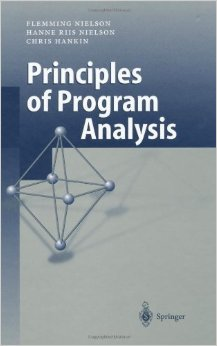 FLEMMING NIELSON
HANNE RIIS NIELSON
CHRIS HANKIN
Principles
of Program
Analysis
Springer